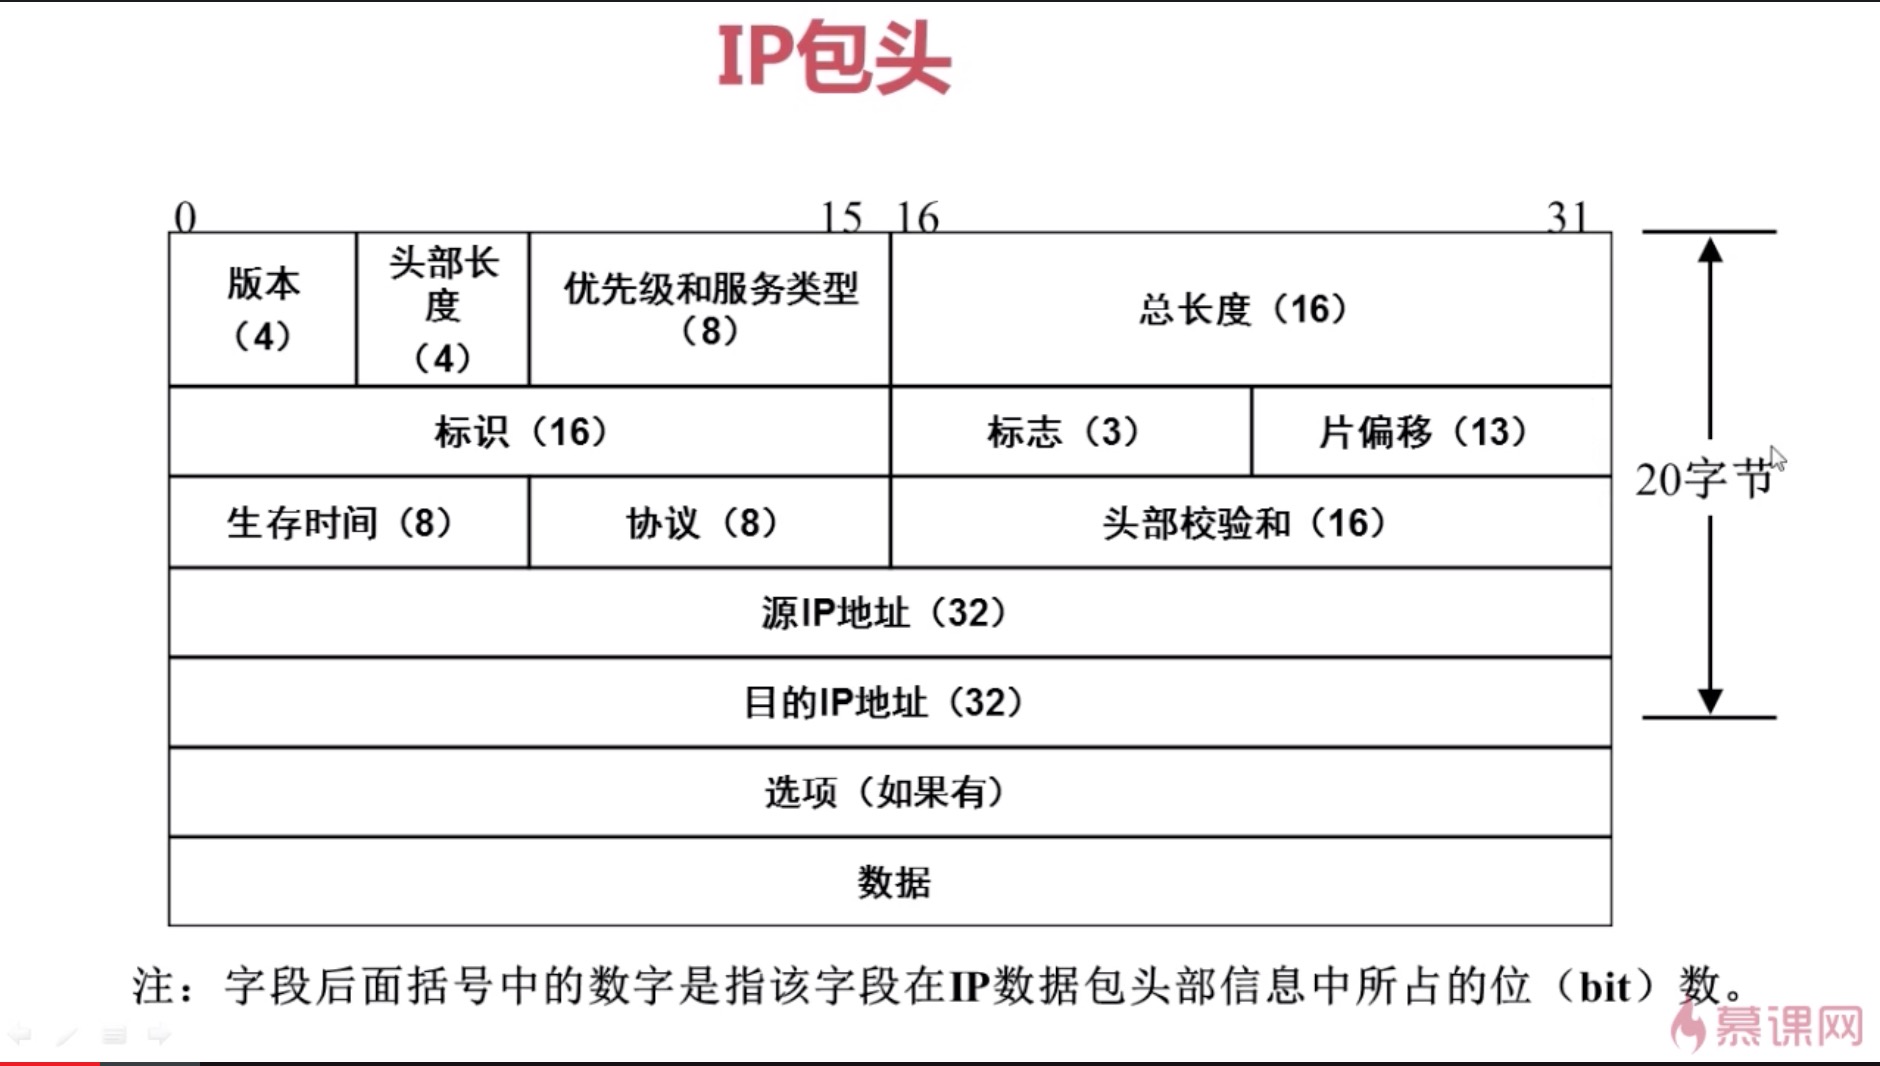 IP包头
0 15 16 31
版本
（4）
头部长
度
（4）
优先级和服务类型
（8）
总长度（16）
标识（16）
标志（3）
片偏移（13）
20字节
生存时间（8）
协议（8）
头部校验和（16）
源IP地址（32）
目的IP地址（32）
选项（如果有）
数据
注：字段后面括号中的数字是指该字段在IP数据包头部信息中所占的位（bit）数。
慕课网